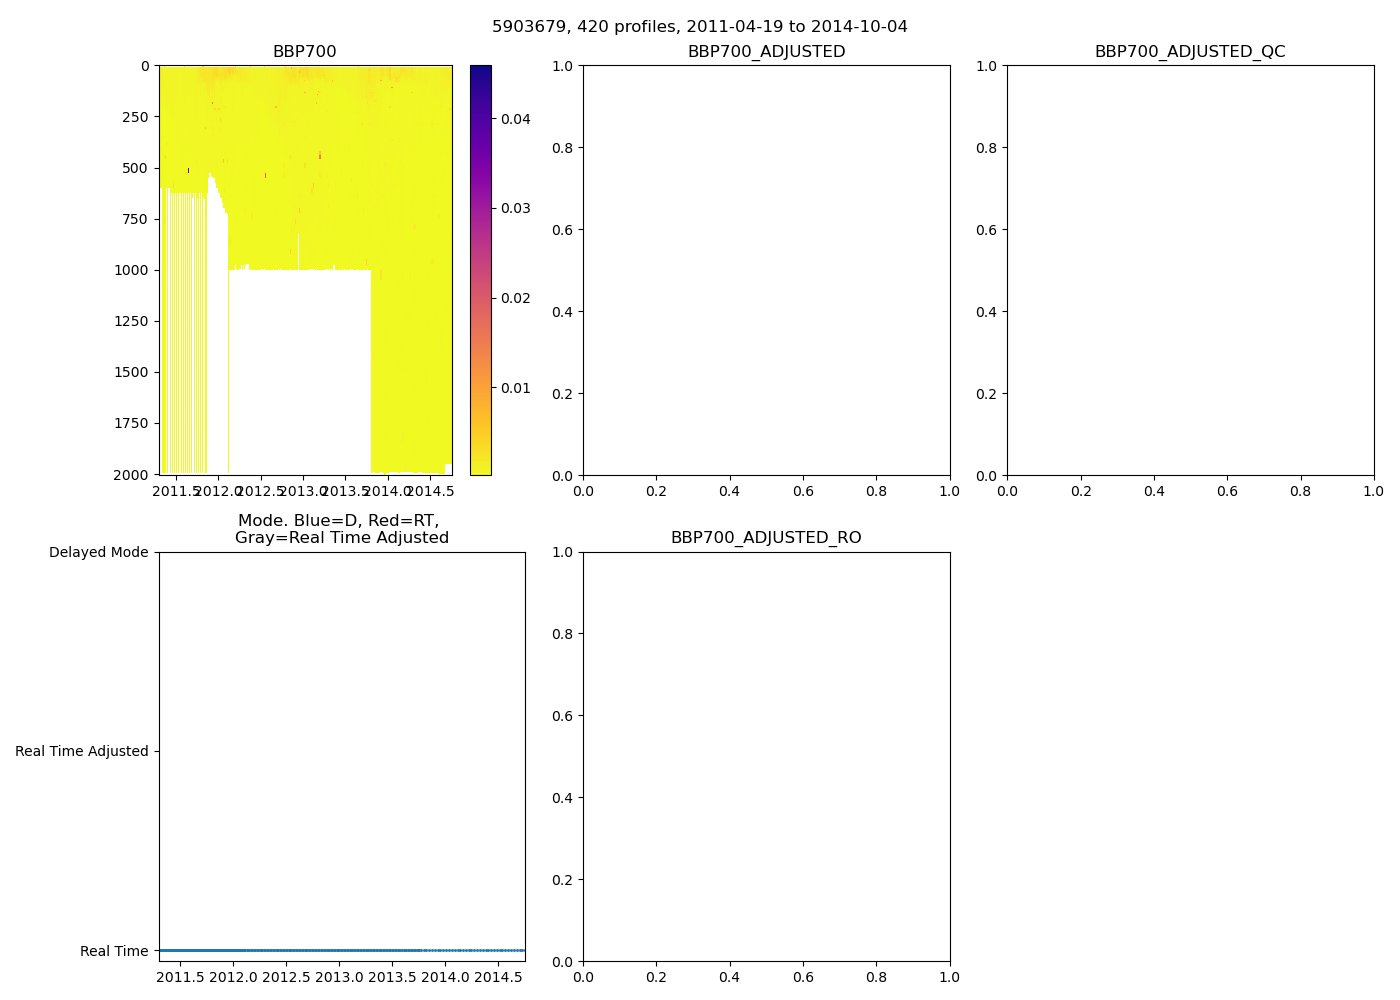 5903679, 420 profiles, 2011-04-19 to 2014-10-04
BBP700
0
250
500
750
1000
1250
1500
1750
2000
2011.5 2012.0 2012.5 2013.0 2013.5 2014.0 2014.5
0.04
0.03
0.02
0.01
BBP700_ADJUSTED
1.0
0.8
0.6
0.4
0.2
0.0
0.0 0.2 0.4 0.6 0.8 1.0
BBP700_ADJUSTED_QC
1.0
0.8
0.6
0.4
0.2
0.0
0.0 0.2 0.4 0.6 0.8 1.0
Mode. Blue=D, Red=RT,
Gray=Real Time Adjusted
Delayed Mode
Real Time Adjusted
Real Time
2011.5 2012.0 2012.5 2013.0 2013.5 2014.0 2014.5
BBP700_ADJUSTED_RO
1.0
0.8
0.6
0.4
0.2
0.0
0.0 0.2 0.4 0.6 0.8 1.0